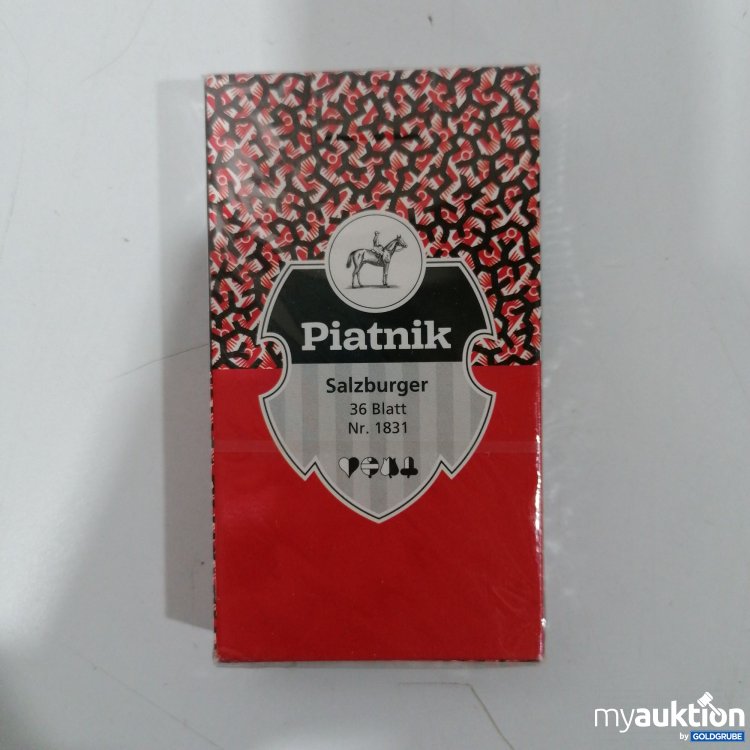 Piatnik
Salzburger
36 Blatt
Nr. 1831
myauktion
by GOLDGRUBE